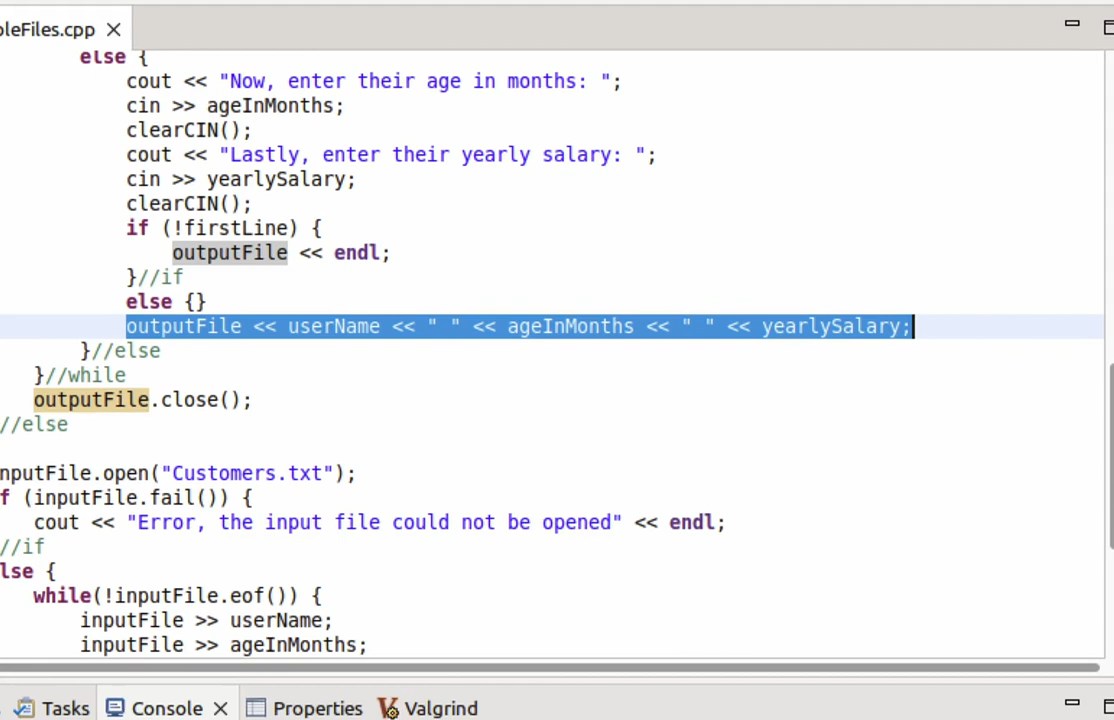 oleFiles.cpp
else {
cout << "Now, enter their age in months: ";
cin >> ageInMonths;
clearCIN();
cout << "Lastly, enter their yearly salary: ";
cin >> yearlySalary;
clearCIN();
if (!firstLine) {
outputFile << endl;
}//if
else {}
outputFile << userName << " " << ageInMonths << " " << yearlySalary;
}//else
}//while
outputFile.close();
//else
nputFile.open("Customers.txt");
f (inputFile.fail()) {
cout << "Error, the input file could not be opened" << endl;
//if
lse {
while(!inputFile.eof()) {
inputFile >> userName;
inputFile >> ageInMonths;
Tasks Console Properties Valgrind